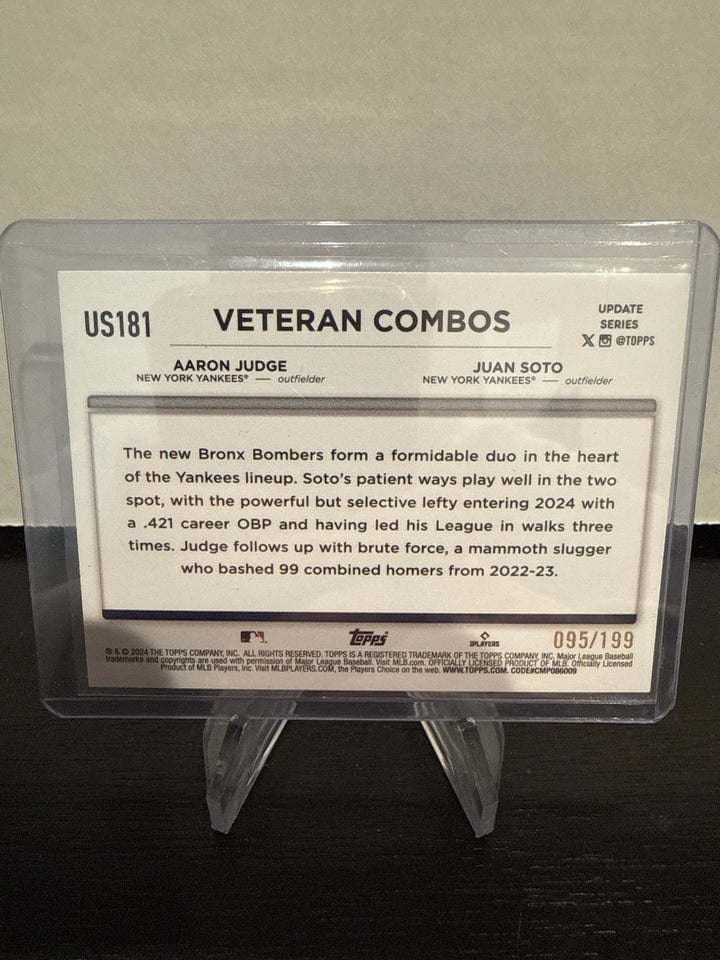 US181
VETERAN COMBOS
UPDATE
SERIES
@TOPPS
AARON JUDGE
NEW YORK YANKEES® — outfielder
JUAN SOTO
NEW YORK YANKEES® — outfielder
The new Bronx Bombers form a formidable duo in the heart
of the Yankees lineup. Soto's patient ways play well in the two
spot, with the powerful but selective lefty entering 2024 with
a .421 career OBP and having led his League in walks three
times. Judge follows up with brute force, a mammoth slugger
who bashed 99 combined homers from 2022-23.
Topps
PLAYERS
095/199
® & © 2024 THE TOPPS COMPANY, INC. ALL RIGHTS RESERVED. TOPPS IS A REGISTERED TRADEMARK OF THE TOPPS COMPANY, INC. Major League Baseball
trademarks and copyrights are used with permission of Major League Baseball. Visit MLB.com. OFFICIALLY LICENSED PRODUCT OF MLB. Officially Licensed
Product of MLB Players, Inc. Visit MLBPLAYERS.COM, the Players Choice on the web. WWW.TOPPS.COM. CODE#CMP086009